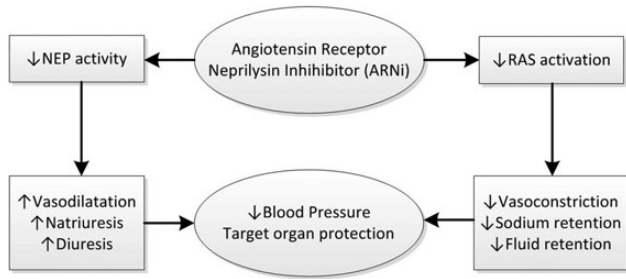 ↓NEP activity
Angiotensin Receptor
Neprilysin Inhihibitor (ARNi)
↓RAS activation
↑Vasodilatation
↑Natriuresis
↑Diuresis
↓Blood Pressure
Target organ protection
↓Vasoconstriction
↓Sodium retention
↓Fluid retention